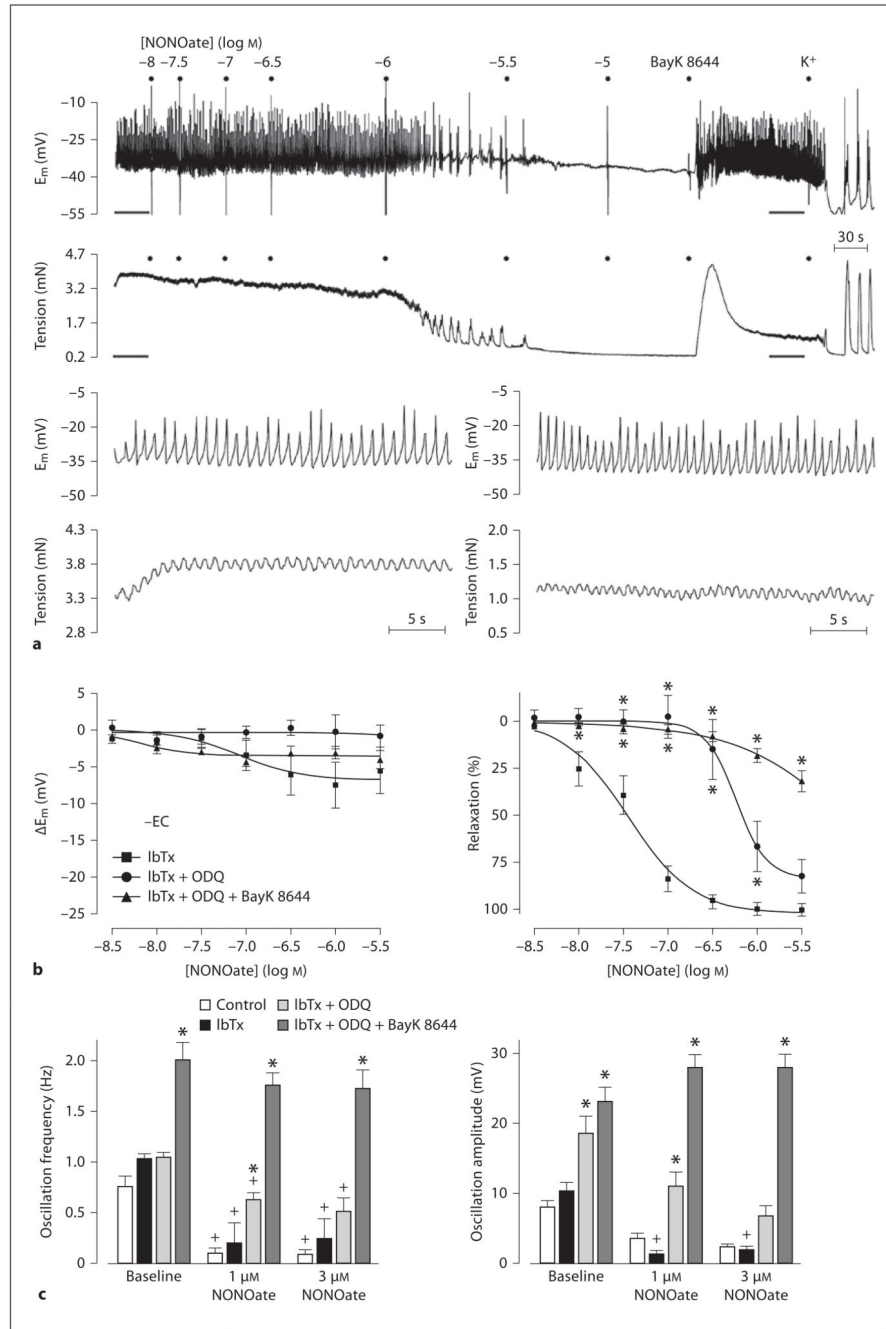 [NONOate] (log M)
–8 –7.5 –7 –6.5 –6 –5.5 –5 BayK 8644 K+
–10
–25
–40
–55
Em (mV)
30 s
4.7
3.2
1.7
0.2
Tension (mN)
–5
–20
–35
–50
Em (mV)
–5
–20
–35
–50
Em (mV)
4.3
3.8
3.3
2.8
Tension (mN)
5 s
2.0
1.5
1.0
0.5
Tension (mN)
5 s
a
5
0
–5
–10
–15
–20
–25
ΔEm (mV)
–EC
IbTx
IbTx + ODQ
IbTx + ODQ + BayK 8644
–8.5 –8.0 –7.5 –7.0 –6.5 –6.0 –5.5
[NONOate] (log M)
0
25
50
75
100
Relaxation (%)
* * * * * * * * * *
–8.5 –8.0 –7.5 –7.0 –6.5 –6.0 –5.5
[NONOate] (log M)
b
Control IbTx + ODQ
IbTx IbTx + ODQ + BayK 8644
2.0
1.5
1.0
0.5
0
Oscillation frequency (Hz)
* + + * + * + + + *
Baseline 1 µM NONOate 3 µM NONOate
30
20
10
0
Oscillation amplitude (mV)
* * + * * + *
Baseline 1 µM NONOate 3 µM NONOate
c